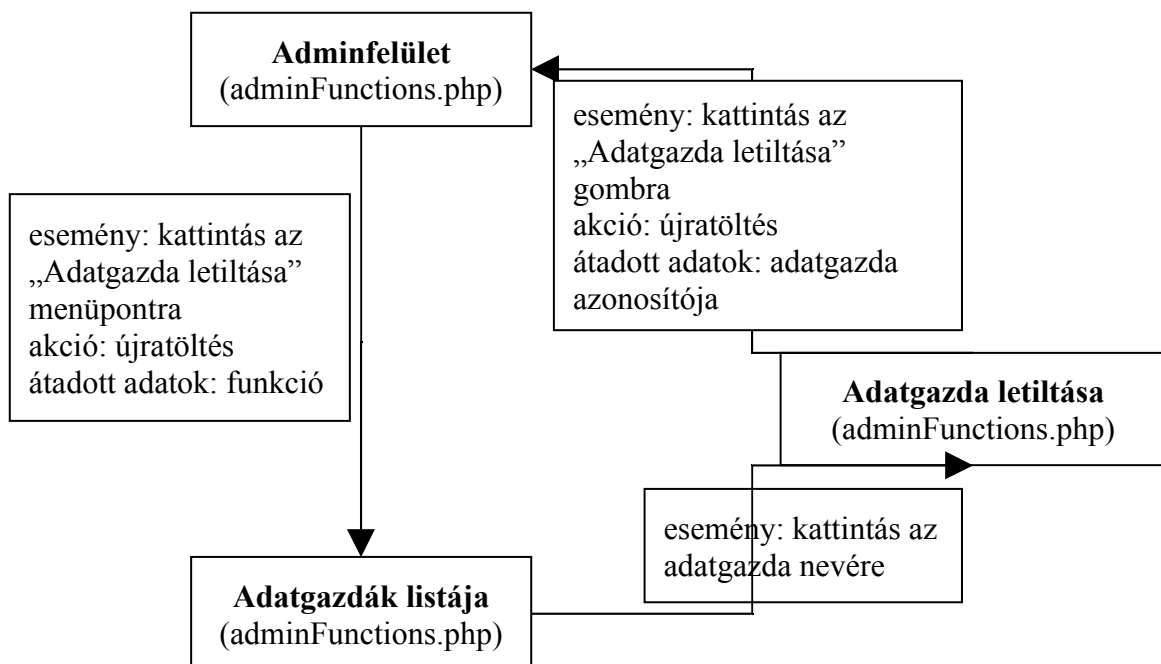 Adminfelület
(adminFunctions.php)
esemény: kattintás az
„Adatgazda letiltása”
gombra
akció: újratöltés
átadott adatok: adatgazda
azonosítója
esemény: kattintás az
„Adatgazda letiltása”
menüpontra
akció: újratöltés
átadott adatok: funkció
Adatgazda letiltása
(adminFunctions.php)
esemény: kattintás az
adatgazda nevére
Adatgazdák listája
(adminFunctions.php)